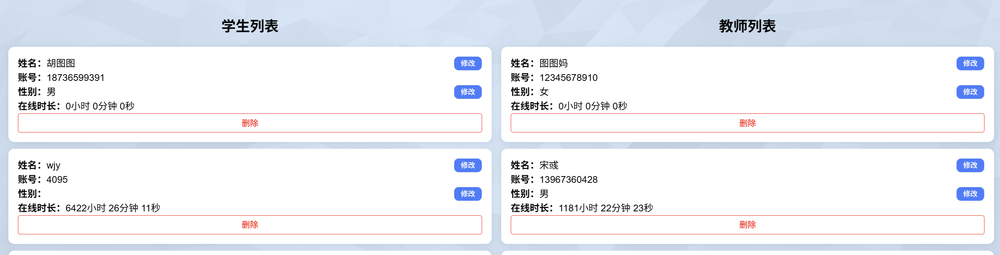 学生列表
姓名：胡图图
修改
账号：18736599391
性别：男
修改
在线时长：0小时 0分钟 0秒
删除
姓名：wjy
修改
账号：4095
性别：
修改
在线时长：6422小时 26分钟 11秒
删除
教师列表
姓名：图图妈
修改
账号：12345678910
性别：女
修改
在线时长：0小时 0分钟 0秒
删除
姓名：宋彧
修改
账号：13967360428
性别：男
修改
在线时长：1181小时 22分钟 23秒
删除